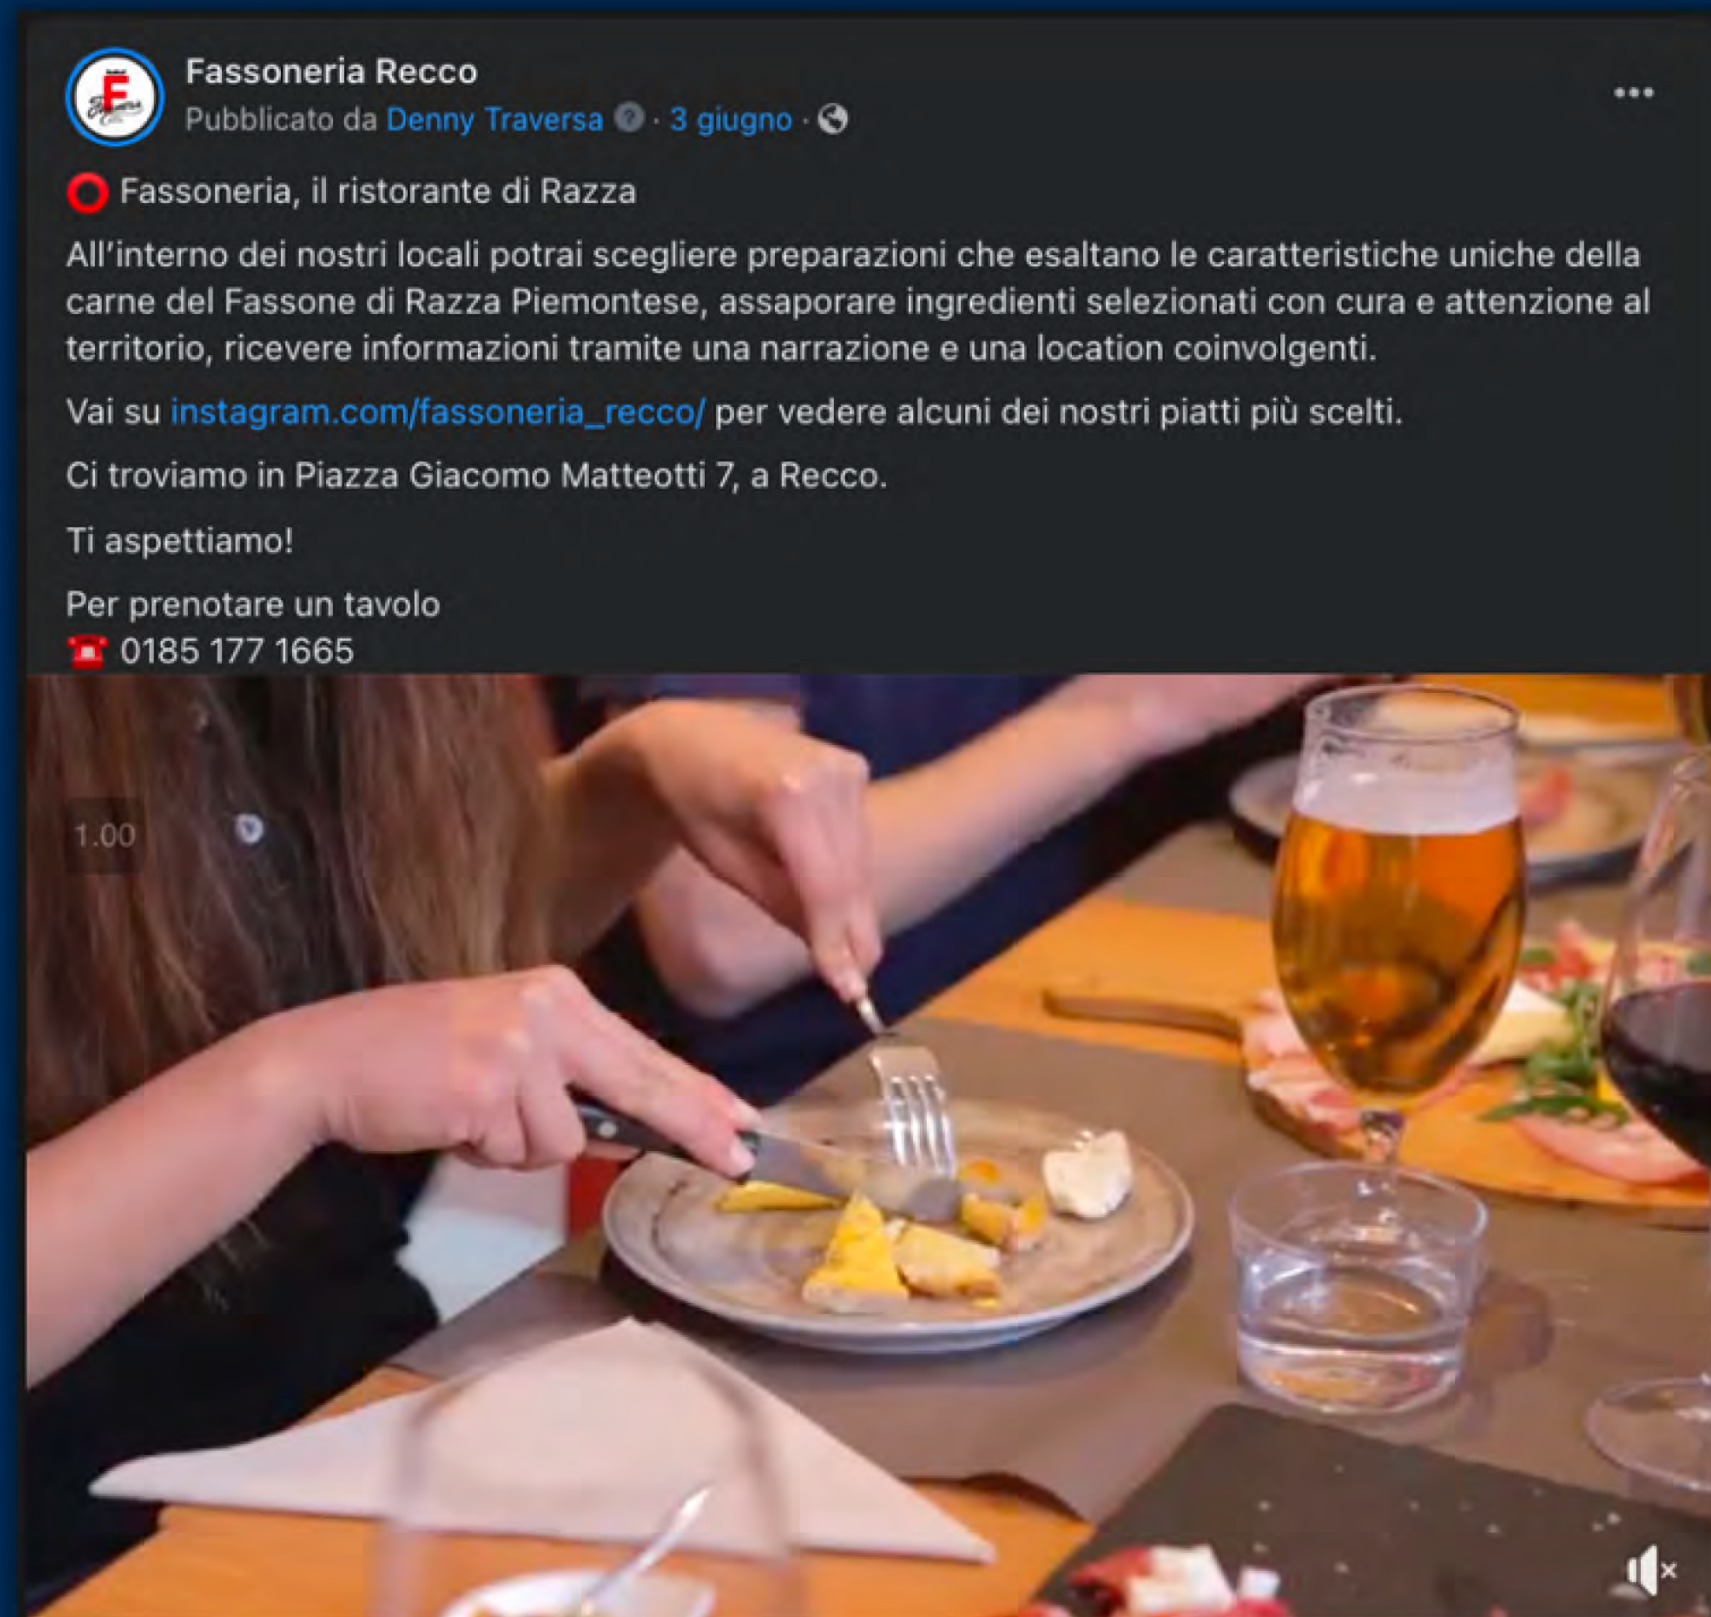 Fassoneria Recco
Pubblicato da Denny Traversa · 3 giugno ·
F
⭕ Fassoneria, il ristorante di Razza
All'interno dei nostri locali potrai scegliere preparazioni che esaltano le caratteristiche uniche della
carne del Fassone di Razza Piemontese, assaporare ingredienti selezionati con cura e attenzione al
territorio, ricevere informazioni tramite una narrazione e una location coinvolgenti.
Vai su instagram.com/fassoneria_recco/ per vedere alcuni dei nostri piatti più scelti.
Ci troviamo in Piazza Giacomo Matteotti 7, a Recco.
Ti aspettiamo!
Per prenotare un tavolo
☎️ 0185 177 1665
1.00